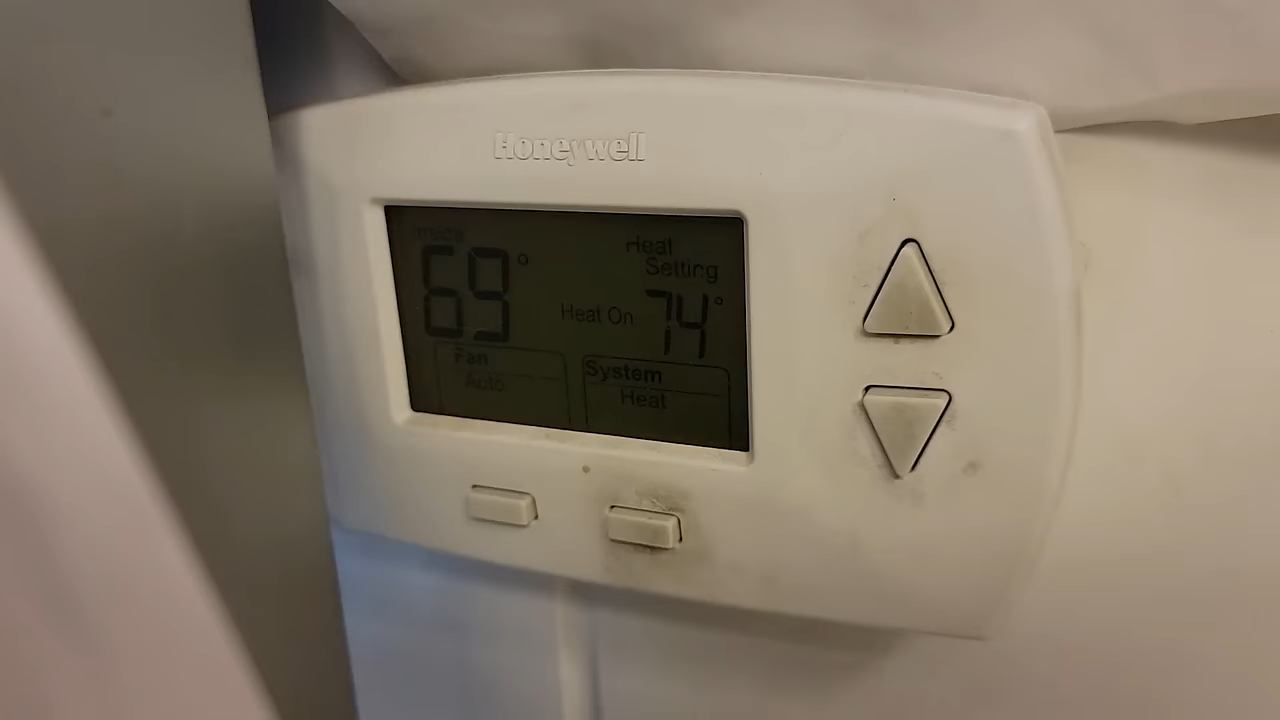 Honeywell
Inside
69°
Heat
Setting
Heat On
74°
Fan
Auto
System
Heat